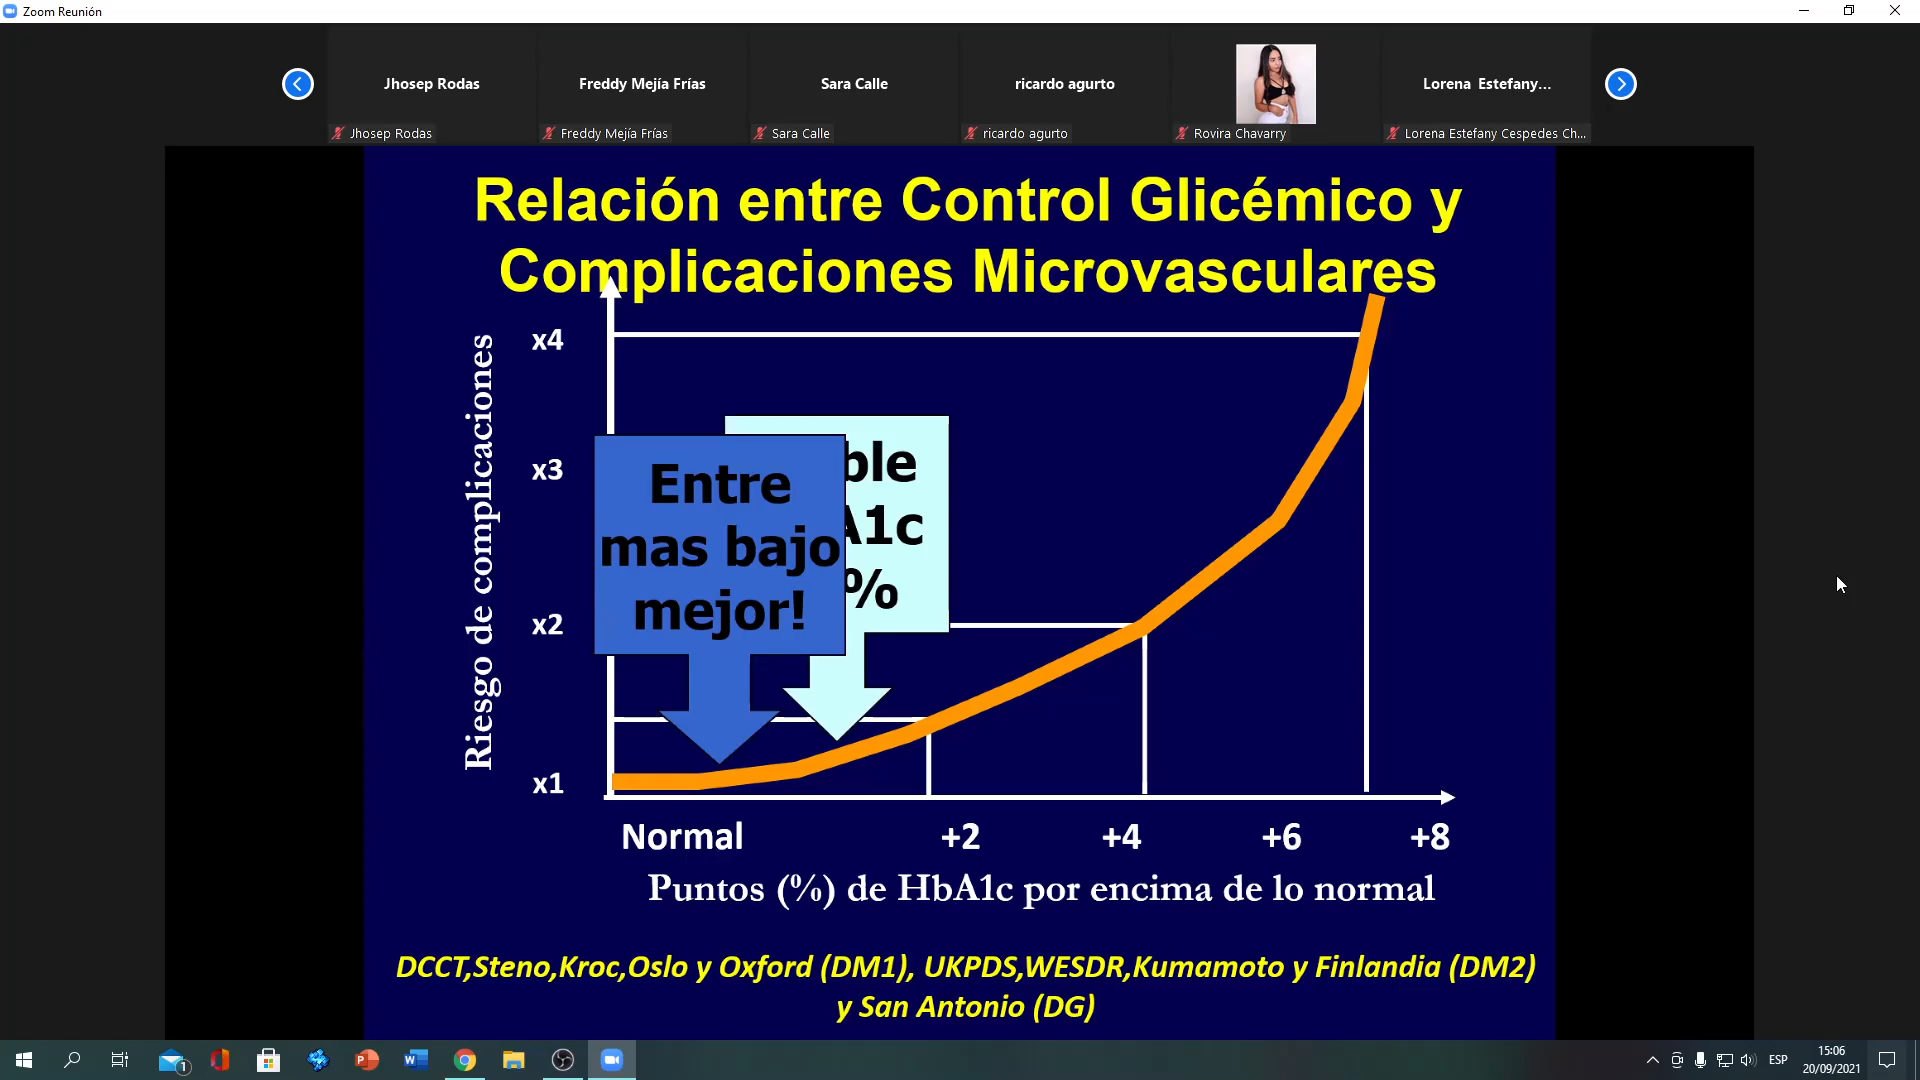 Zoom Reunión
Jhosep Rodas
Freddy Mejía Frías
Sara Calle
ricardo agurto
Lorena Estefany...
Jhosep Rodas
Freddy Mejía Frías
Sara Calle
ricardo agurto
Rovira Chavarry
Lorena Estefany Cespedes Ch...
Relación entre Control Glicémico y
Complicaciones Microvasculares
Riesgo de complicaciones
x4
x3
x2
x1
Entre
mas bajo
mejor!
ble
A1c
%
Normal
+2
+4
+6
+8
Puntos (%) de HbA1c por encima de lo normal
DCCT,Steno,Kroc,Oslo y Oxford (DM1), UKPDS,WESDR,Kumamoto y Finlandia (DM2)
y San Antonio (DG)
1
ESP
15:06
20/09/2021